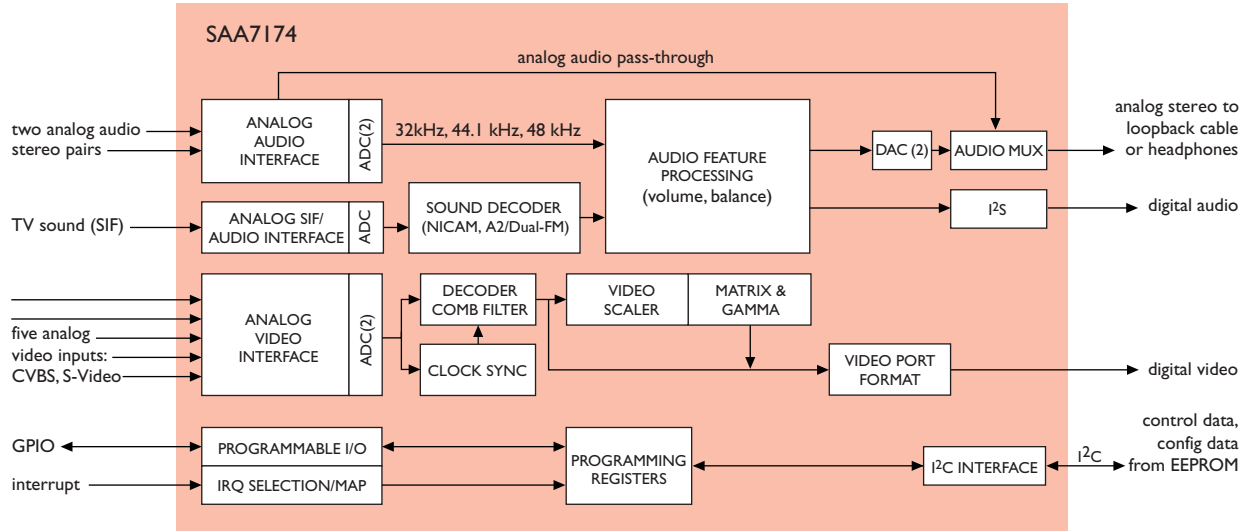 SAA7174
analog audio pass-through
two analog audio
stereo pairs
ANALOG
AUDIO
INTERFACE
ADC(2)
32kHz, 44.1 kHz, 48 kHz
AUDIO FEATURE
PROCESSING
(volume, balance)
DAC (2)
AUDIO MUX
analog stereo to
loopback cable
or headphones
TV sound (SIF)
ANALOG SIF/
AUDIO INTERFACE
ADC
SOUND DECODER
(NICAM, A2/Dual-FM)
I²S
digital audio
five analog
video inputs:
CVBS, S-Video
ANALOG
VIDEO
INTERFACE
ADC(2)
DECODER
COMB FILTER
CLOCK SYNC
VIDEO
SCALER
MATRIX &
GAMMA
VIDEO PORT
FORMAT
digital video
GPIO
PROGRAMMABLE I/O
interrupt
IRQ SELECTION/MAP
PROGRAMMING
REGISTERS
I²C INTERFACE
I²C
control data,
config data
from EEPROM